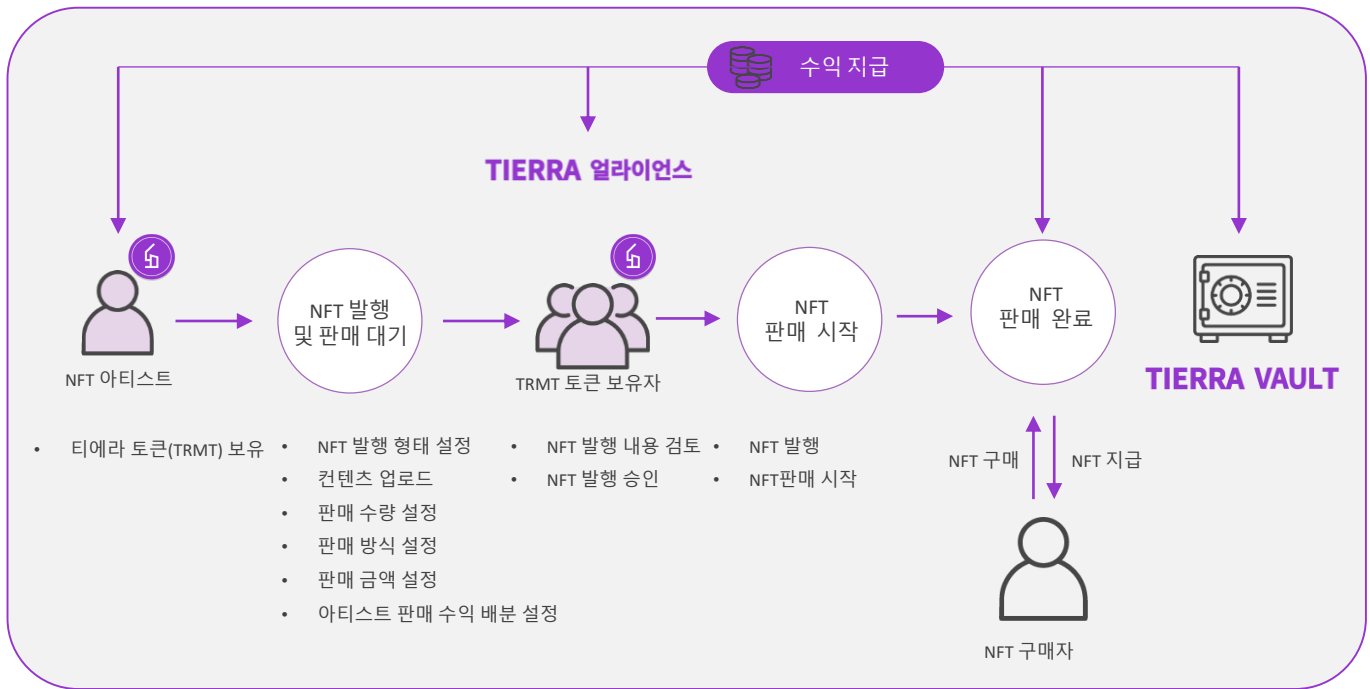 수익 지급
TIERRA 얼라이언스
NFT 아티스트
NFT 발행
및 판매 대기
TRMT 토큰 보유자
NFT
판매 시작
NFT
판매 완료
TIERRA VAULT
• 티에라 토큰(TRMT) 보유
• NFT 발행 형태 설정
• 컨텐츠 업로드
• 판매 수량 설정
• 판매 방식 설정
• 판매 금액 설정
• 아티스트 판매 수익 배분 설정
• NFT 발행 내용 검토
• NFT 발행 승인
• NFT 발행
• NFT판매 시작
NFT 구매
NFT 지급
NFT 구매자